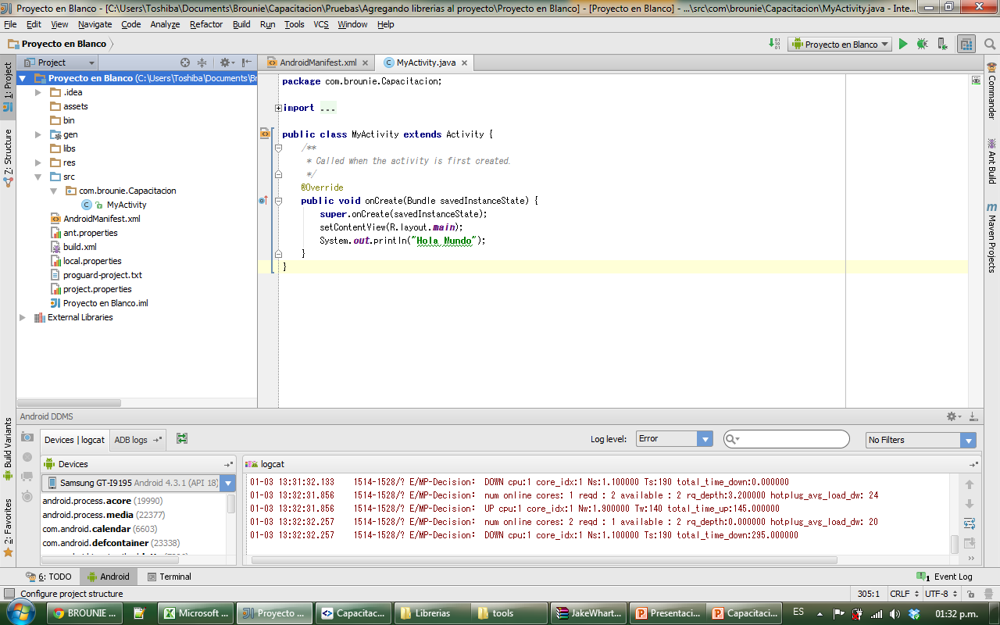 Proyecto en Blanco - [C:\Users\Toshiba\Documents\Brounie\Capacitacion\Pruebas\Agregando librerias al proyecto\Proyecto en Blanco] - [Proyecto en Blanco] - ...\src\com\brounie\Capacitacion\MyActivity.java - Inte...
File Edit View Navigate Code Analyze Refactor Build Run Tools VCS Window Help
Proyecto en Blanco
Proyecto en Blanco
Project
AndroidManifest.xml
MyActivity.java
1: Project
Z: Structure
Build Variants
2: Favorites
Proyecto en Blanco (C:\Users\Toshiba\Documents\Br
.idea
assets
bin
gen
libs
res
src
com.brounie.Capacitacion
MyActivity
AndroidManifest.xml
ant.properties
build.xml
local.properties
proguard-project.txt
project.properties
Proyecto en Blanco.iml
External Libraries
package com.brounie.Capacitacion;
import ...
public class MyActivity extends Activity {
/**
* Called when the activity is first created.
*/
@Override
public void onCreate(Bundle savedInstanceState) {
super.onCreate(savedInstanceState);
setContentView(R.layout.main);
System.out.println("Hola Mundo");
}
}
Commander
Ant Build
m Maven Projects
Android DDMS
Devices | logcat
ADB logs
Log level:
Error
No Filters
Devices
logcat
Samsung GT-I9195 Android 4.3.1 (API 18)
android.process.acore (19990)
android.process.media (22377)
com.android.calendar (6603)
com.android.defcontainer (23338)
01-03 13:31:32.133 1514-1528/? E/MP-Decision: DOWN cpu:1 core_idx:1 Ns:1.100000 Ts:190 total_time_down:0.000000
01-03 13:32:31.856 1514-1528/? E/MP-Decision: num online cores: 1 reqd : 2 available : 2 rq_depth:3.200000 hotplug_avg_load_dw: 24
01-03 13:32:31.856 1514-1528/? E/MP-Decision: UP cpu:1 core_idx:1 Nw:1.900000 Tw:140 total_time_up:145.000000
01-03 13:32:32.257 1514-1528/? E/MP-Decision: num online cores: 2 reqd : 1 available : 2 rq_depth:0.000000 hotplug_avg_load_dw: 20
01-03 13:32:32.257 1514-1528/? E/MP-Decision: DOWN cpu:1 core_idx:1 Ns:1.100000 Ts:190 total_time_down:295.000000
6: TODO
Android
Terminal
1 Event Log
Configure project structure
305:1 CRLF UTF-8
BROUNIE ...
Microsoft ...
Proyecto ...
Capacitac...
Librerias
tools
JakeWhart...
Presentaci...
Capacitaci...
ES
01:32 p.m.